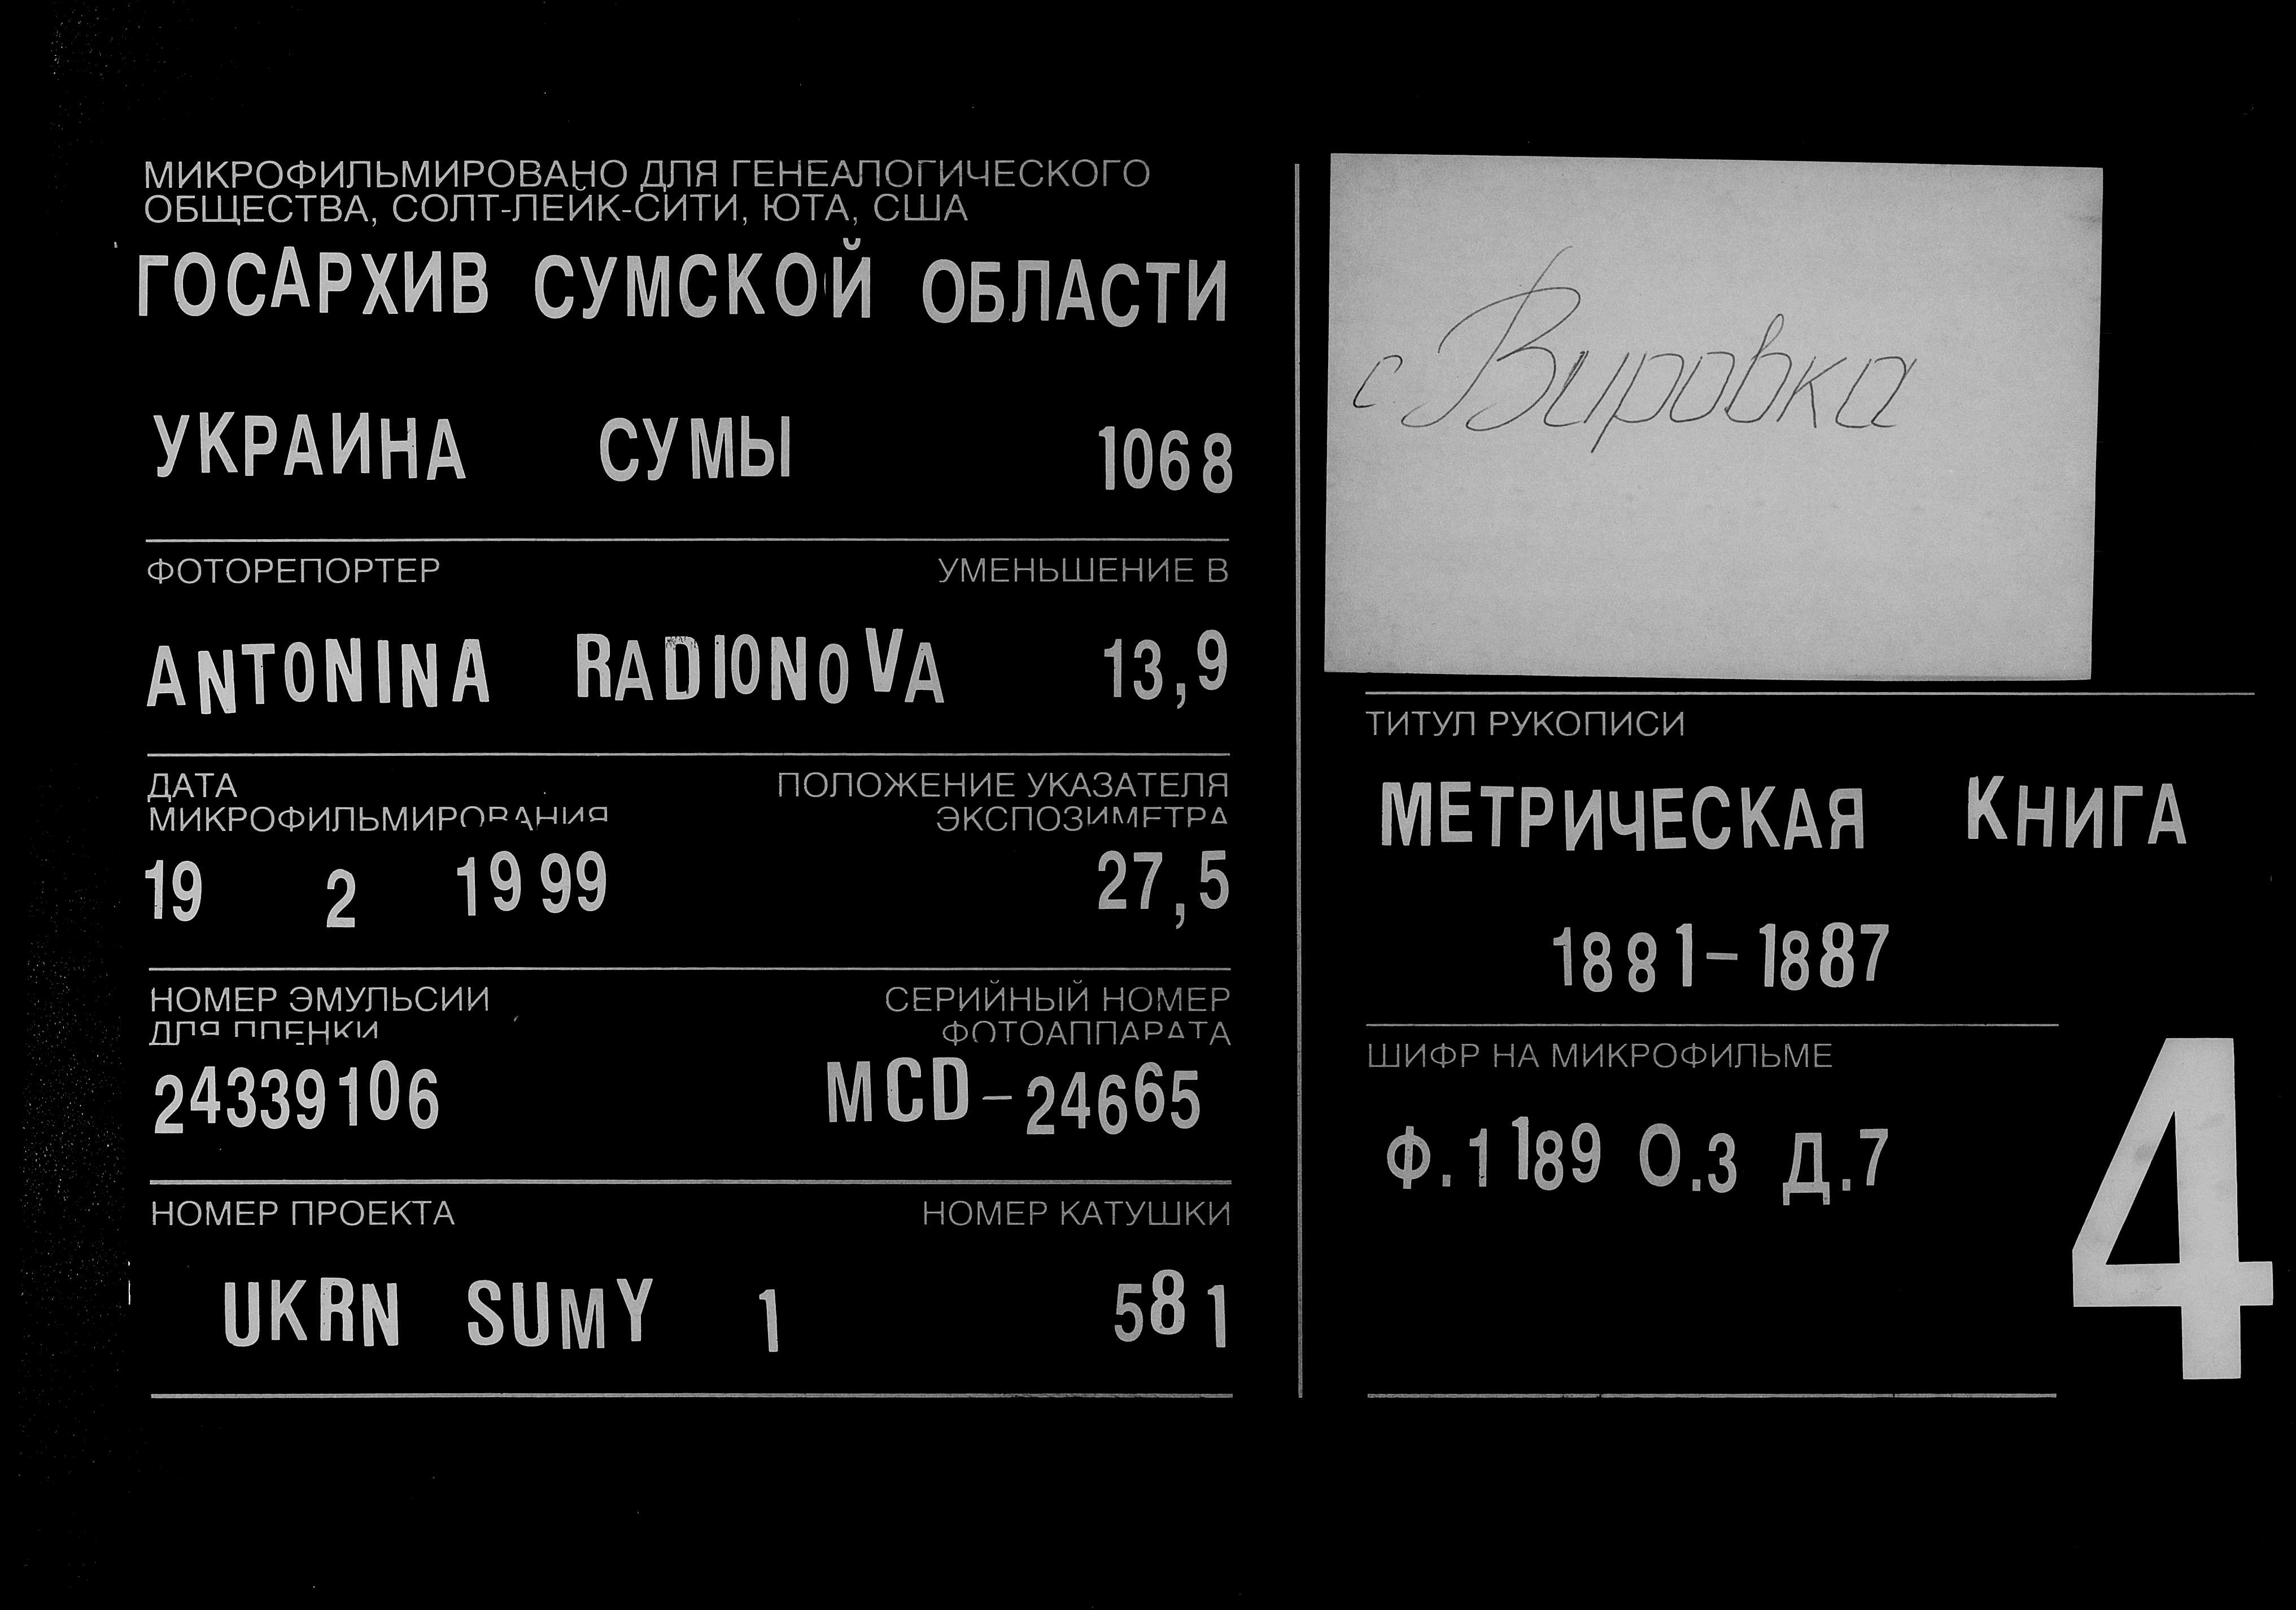 МИКРОФИЛЬМИРОВАНО ДЛЯ ГЕНЕАЛОГИЧЕСКОГО
ОБЩЕСТВА, СОЛТ-ЛЕЙК-СИТИ, ЮТА, США
ГОСАРХИВ СУМСКОЙ ОБЛАСТИ
УКРАИНА СУМЫ 1068
ФОТОРЕПОРТЕР УМЕНЬШЕНИЕ В
ANTONINA RADIONOVA 13,9
ДАТА ПОЛОЖЕНИЕ УКАЗАТЕЛЯ
МИКРОФИЛЬМИРОВАНИЯ ЭКСПОЗИМЕТРА
19 2 1999 27,5
НОМЕР ЭМУЛЬСИИ СЕРИЙНЫЙ НОМЕР
ДЛЯ ПЛЕНКИ ФОТОАППАРАТА
24339106 MCD-24665
НОМЕР ПРОЕКТА НОМЕР КАТУШКИ
UKRN SUMY 1 581
с Вировка
ТИТУЛ РУКОПИСИ
МЕТРИЧЕСКАЯ КНИГА
1881-1887
ШИФР НА МИКРОФИЛЬМЕ
Ф.1189 О.3 Д.7
4